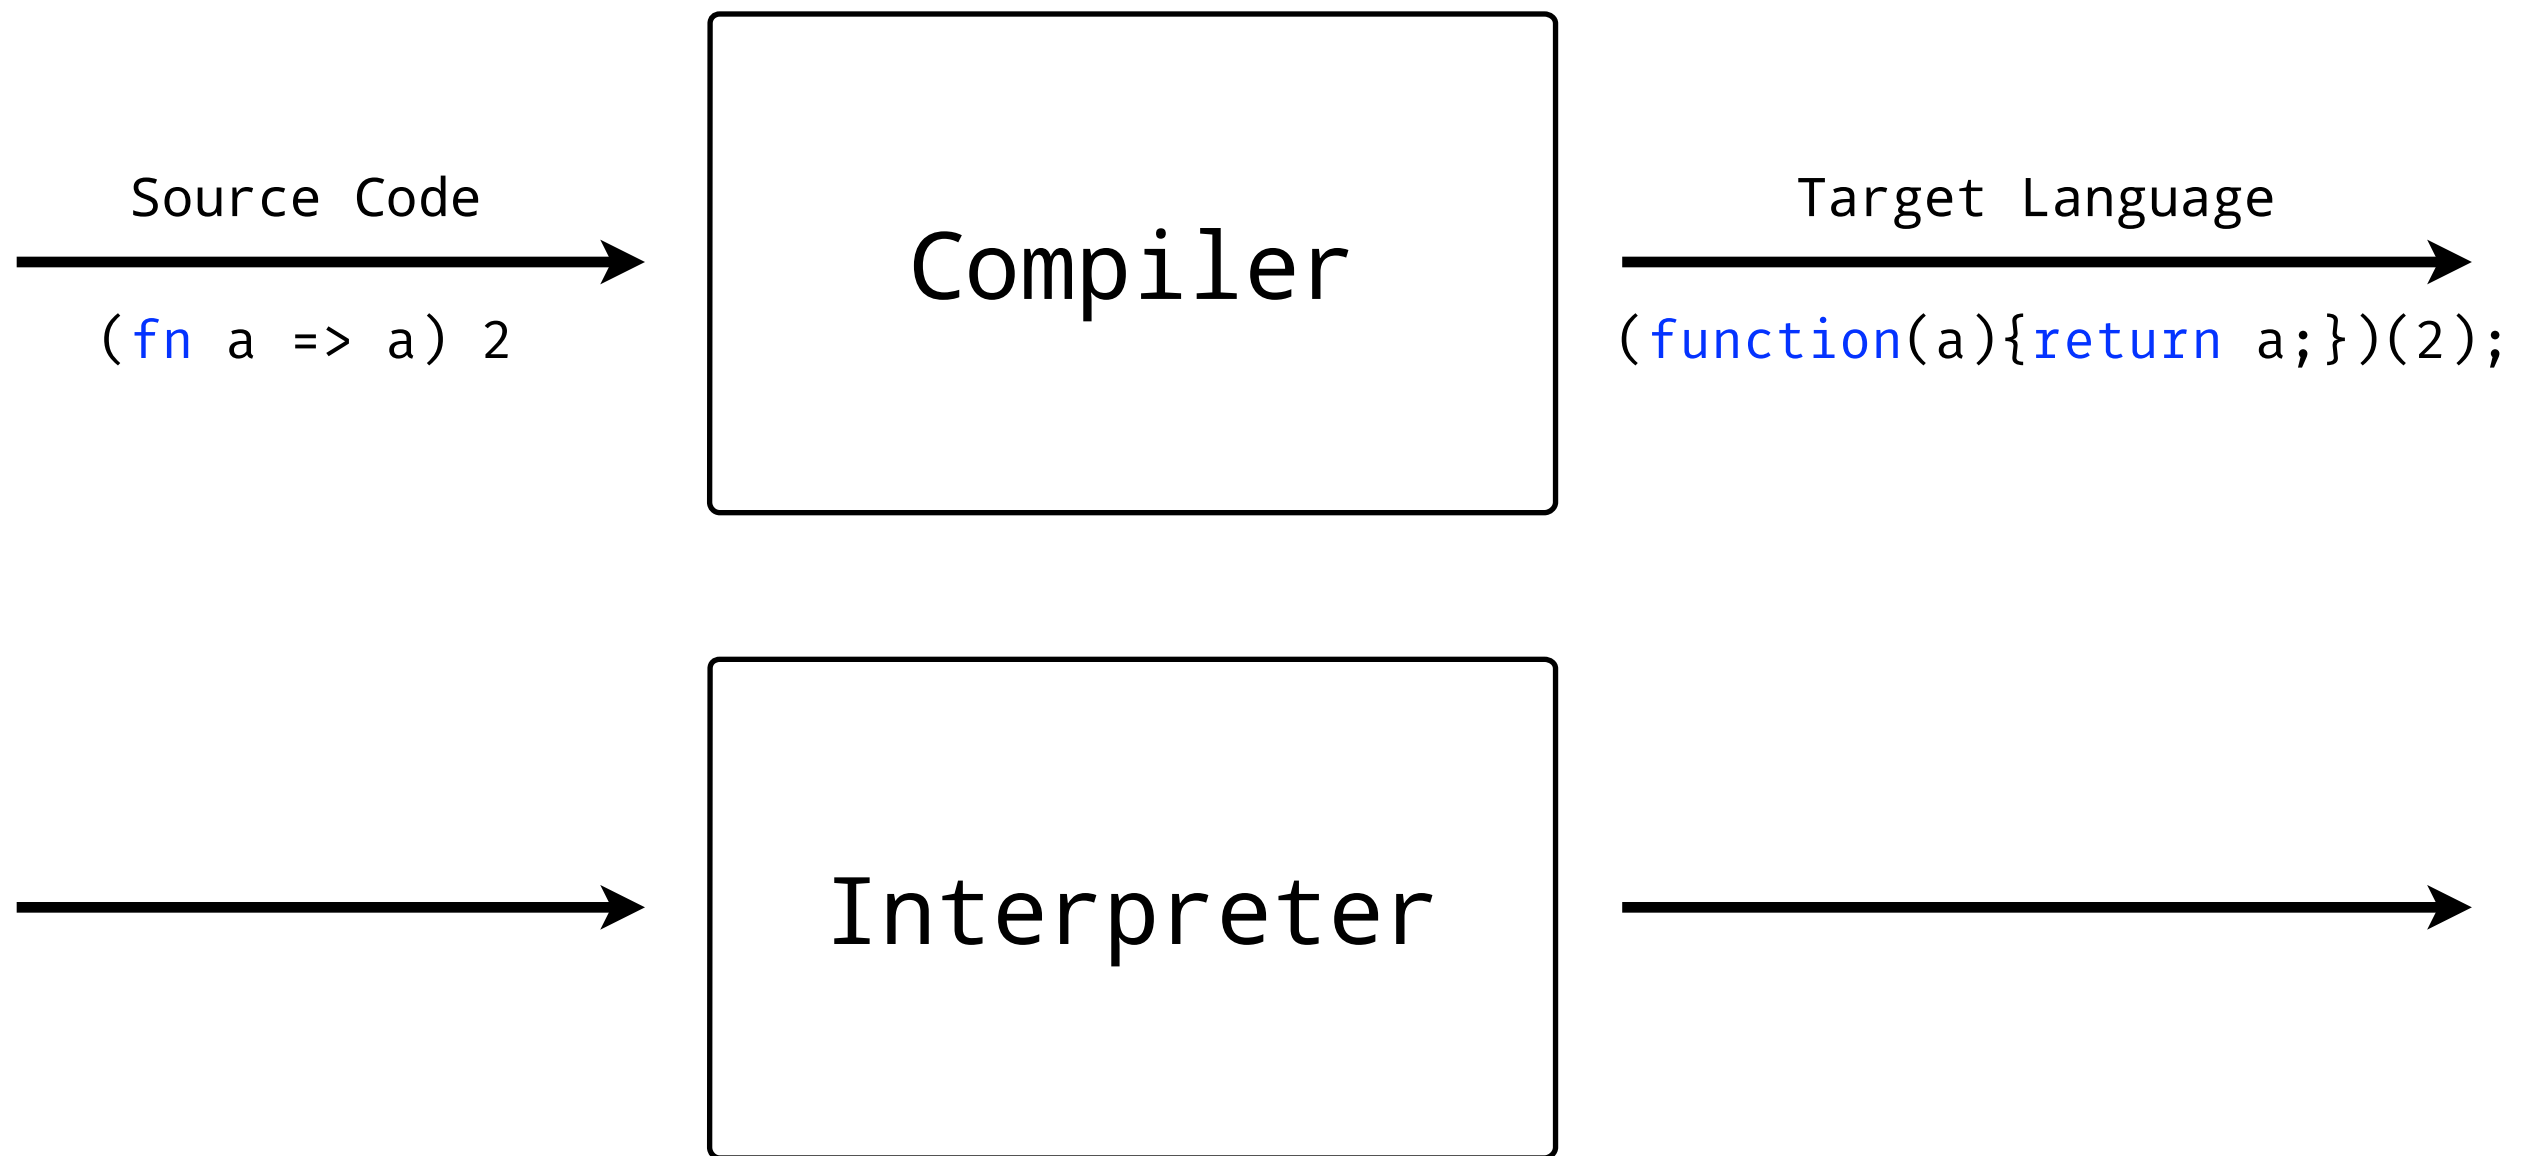 Source Code
(fn a => a) 2
Compiler
Target Language
(function(a){return a;})(2);
Interpreter